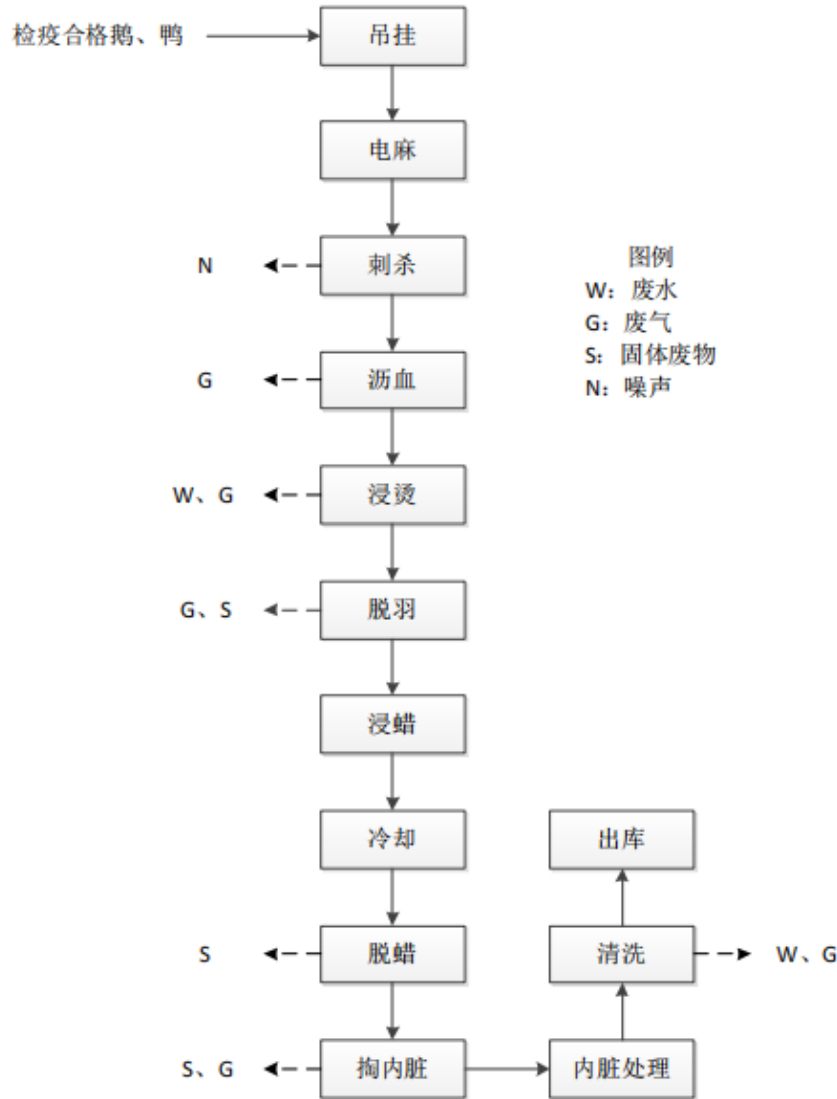 检疫合格鹅、鸭
吊挂
电麻
N
刺杀
G
沥血
W、G
浸烫
G、S
脱羽
浸蜡
冷却
S
脱蜡
S、G
掏内脏
内脏处理
清洗
W、G
出库
图例
W：废水
G：废气
S：固体废物
N：噪声